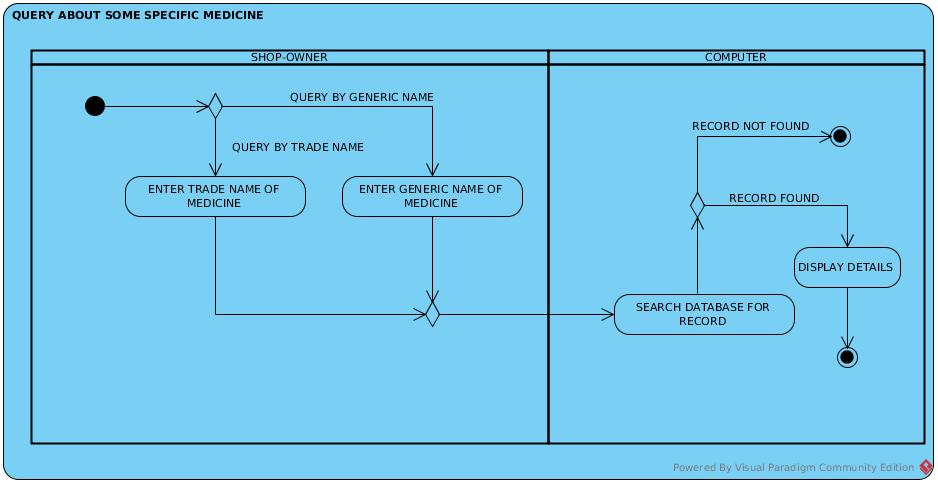 QUERY ABOUT SOME SPECIFIC MEDICINE
SHOP-OWNER
COMPUTER
QUERY BY GENERIC NAME
QUERY BY TRADE NAME
ENTER TRADE NAME OF
MEDICINE
ENTER GENERIC NAME OF
MEDICINE
RECORD NOT FOUND
RECORD FOUND
DISPLAY DETAILS
SEARCH DATABASE FOR
RECORD
Powered By Visual Paradigm Community Edition